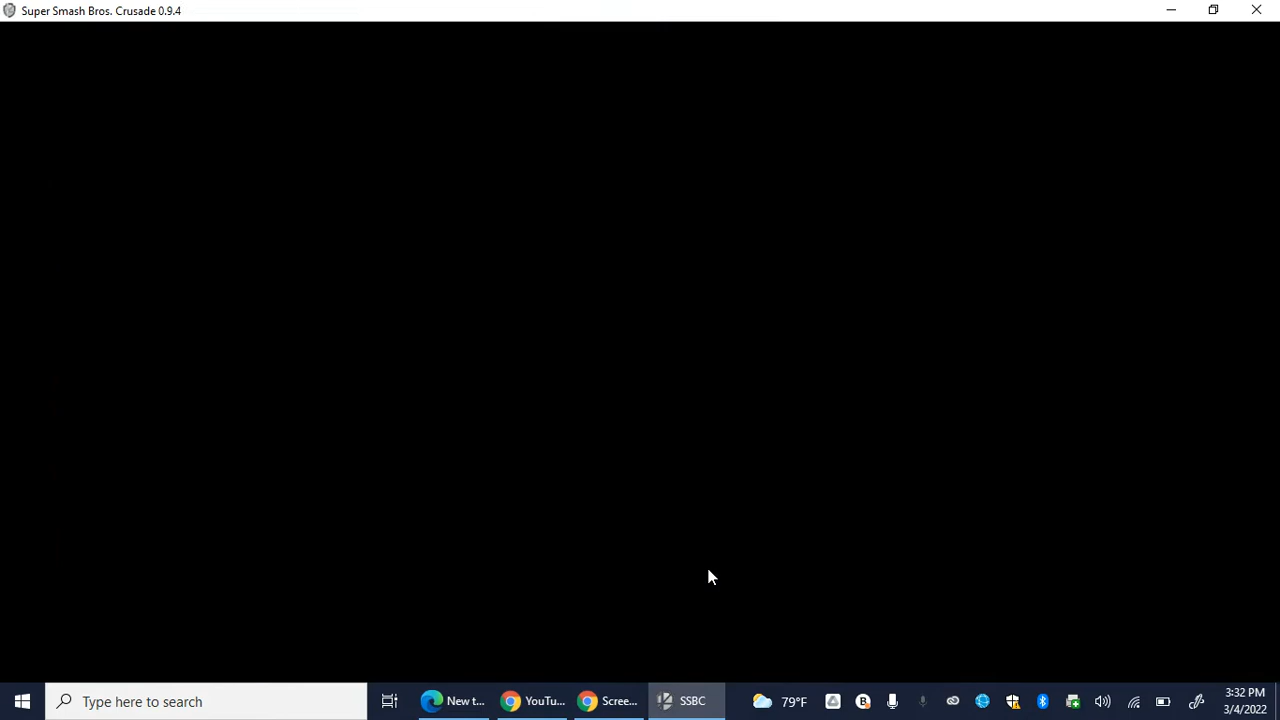 Super Smash Bros. Crusade 0.9.4
Type here to search
New t...
YouTu...
Scree...
SSBC
79°F
3:32 PM
3/4/2022